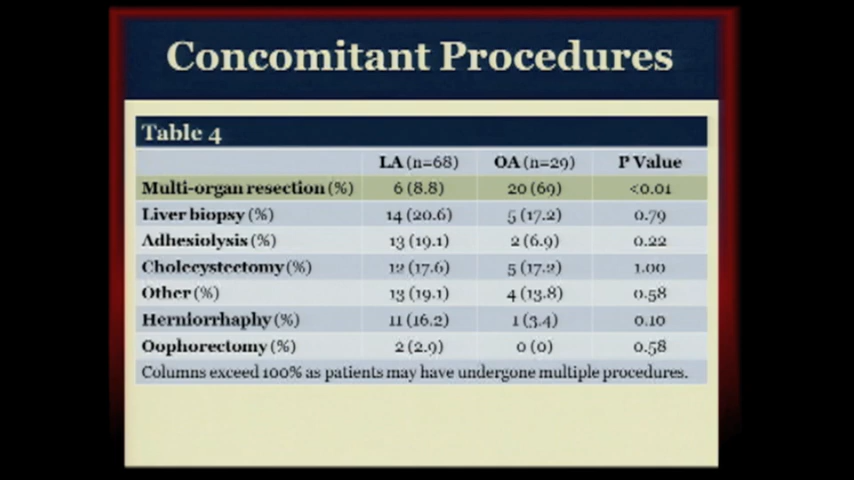 Concomitant Procedures
Table 4
LA (n=68) OA (n=29) P Value
Multi-organ resection (%) 6 (8.8) 20 (69) <0.01
Liver biopsy (%) 14 (20.6) 5 (17.2) 0.79
Adhesiolysis (%) 13 (19.1) 2 (6.9) 0.22
Cholecystectomy (%) 12 (17.6) 5 (17.2) 1.00
Other (%) 13 (19.1) 4 (13.8) 0.58
Herniorrhaphy (%) 11 (16.2) 1 (3.4) 0.10
Oophorectomy (%) 2 (2.9) 0 (0) 0.58
Columns exceed 100% as patients may have undergone multiple procedures.